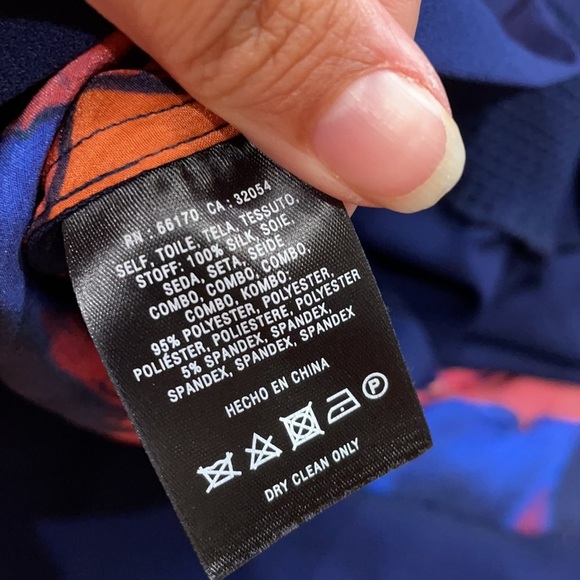 RN : 66170 CA : 32054
SELF, TOILE, TELA, TESSUTO,
STOFF: 100% SILK, SOIE,
SEDA, SETA, SEIDE
COMBO, COMBO, COMBO,
COMBO, KOMBO:
95% POLYESTER, POLYESTER,
POLIÉSTER, POLIESTERE, POLYESTER
5% SPANDEX, SPANDEX,
SPANDEX, SPANDEX, SPANDEX
HECHO EN CHINA
P
DRY CLEAN ONLY